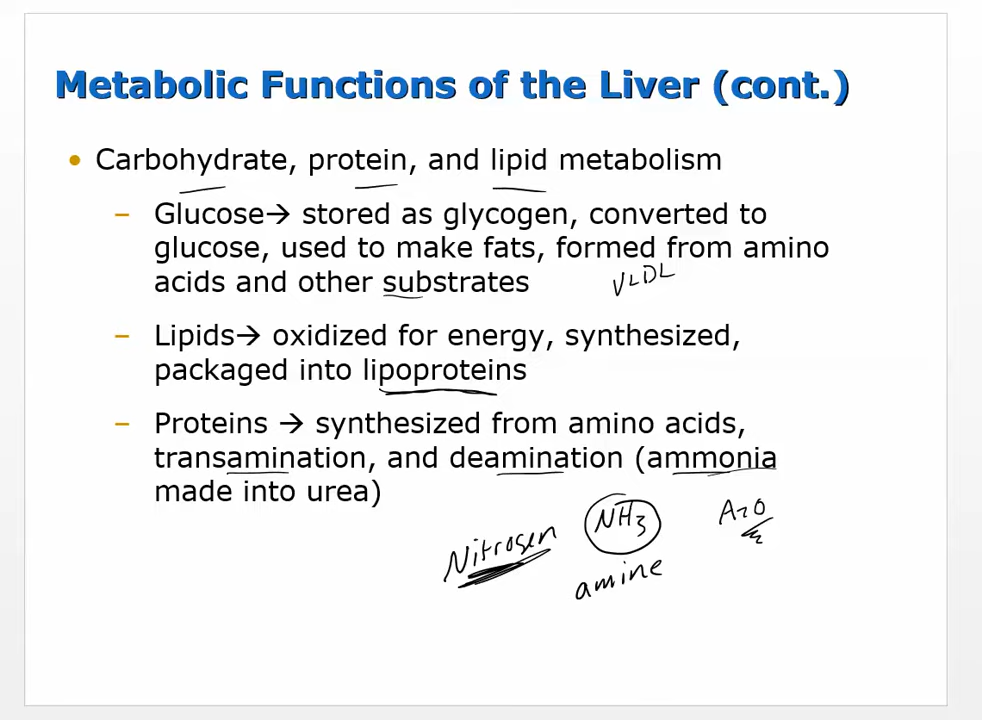 Metabolic Functions of the Liver (cont.)
• Carbohydrate, protein, and lipid metabolism
– Glucose→ stored as glycogen, converted to
glucose, used to make fats, formed from amino
acids and other substrates
VLDL
– Lipids→ oxidized for energy, synthesized,
packaged into lipoproteins
– Proteins → synthesized from amino acids,
transamination, and deamination (ammonia
made into urea)
Nitrogen
NH3
amine